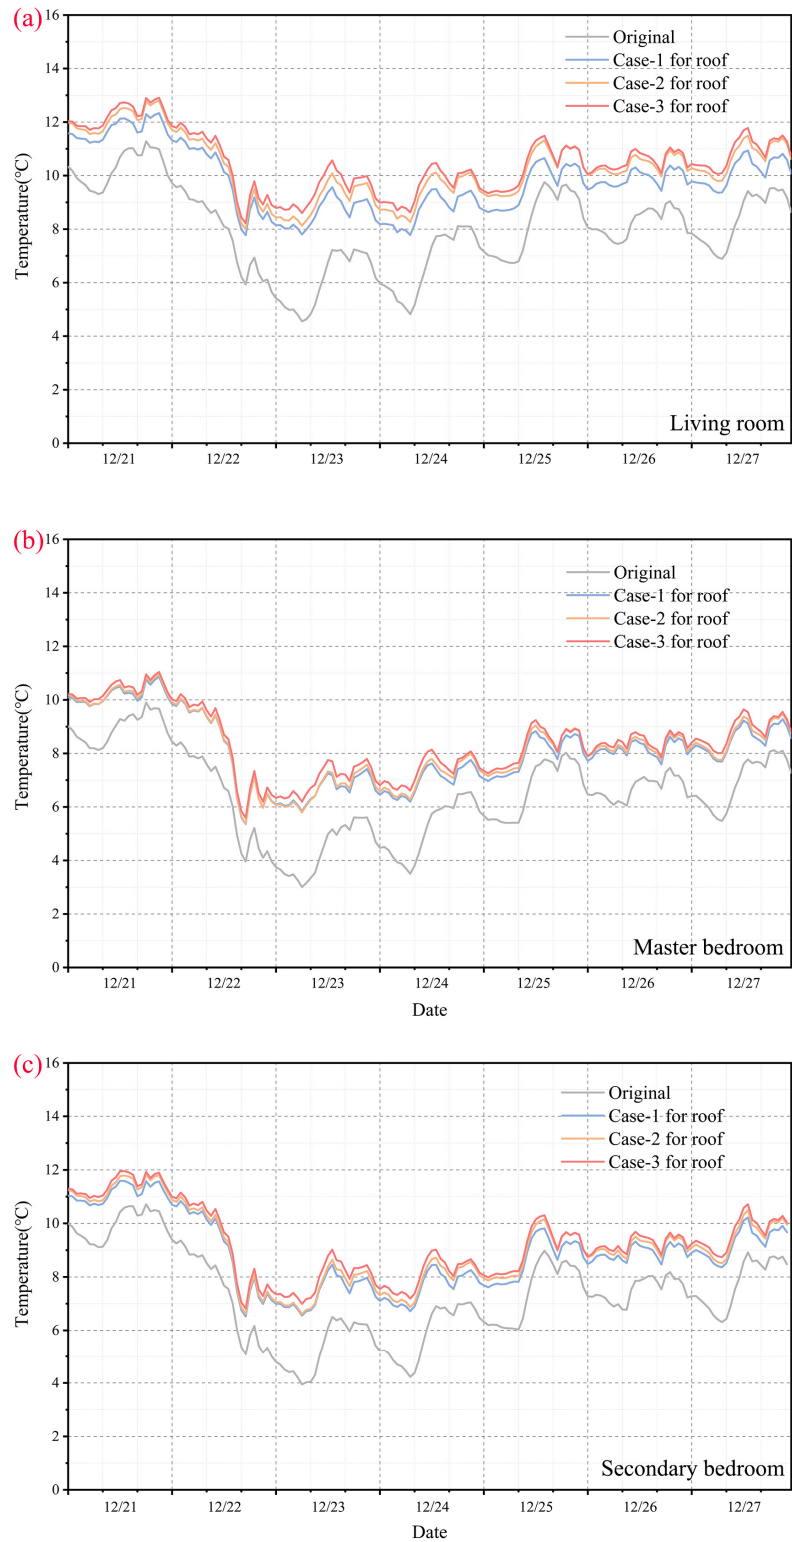 (a)
16
14
12
10
8
6
4
2
0
Temperature(℃)
Original
Case-1 for roof
Case-2 for roof
Case-3 for roof
Living room
12/21 12/22 12/23 12/24 12/25 12/26 12/27
(b)
16
14
12
10
8
6
4
2
0
Temperature(℃)
Original
Case-1 for roof
Case-2 for roof
Case-3 for roof
Master bedroom
12/21 12/22 12/23 12/24 12/25 12/26 12/27
Date
(c)
16
14
12
10
8
6
4
2
0
Temperature(℃)
Original
Case-1 for roof
Case-2 for roof
Case-3 for roof
Secondary bedroom
12/21 12/22 12/23 12/24 12/25 12/26 12/27
Date